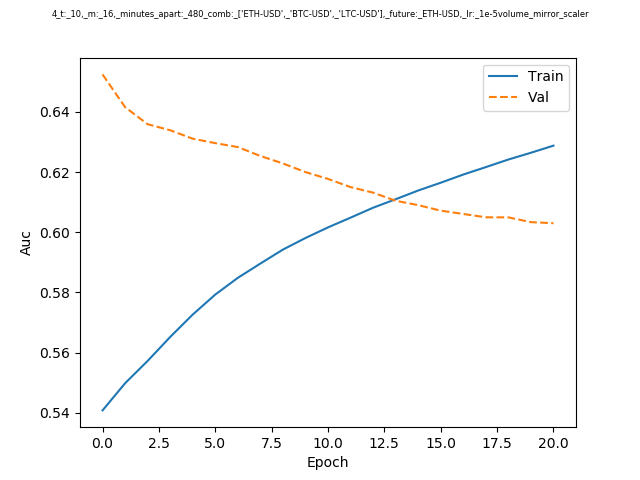 4_t:_10,_m:_16,_minutes_apart:_480_comb:_['ETH-USD',_'BTC-USD',_'LTC-USD'],_future:_ETH-USD,_lr:_1e-5volume_mirror_scaler
Train
Val
0.64
0.62
0.60
0.58
0.56
0.54
Auc
0.0 2.5 5.0 7.5 10.0 12.5 15.0 17.5 20.0
Epoch